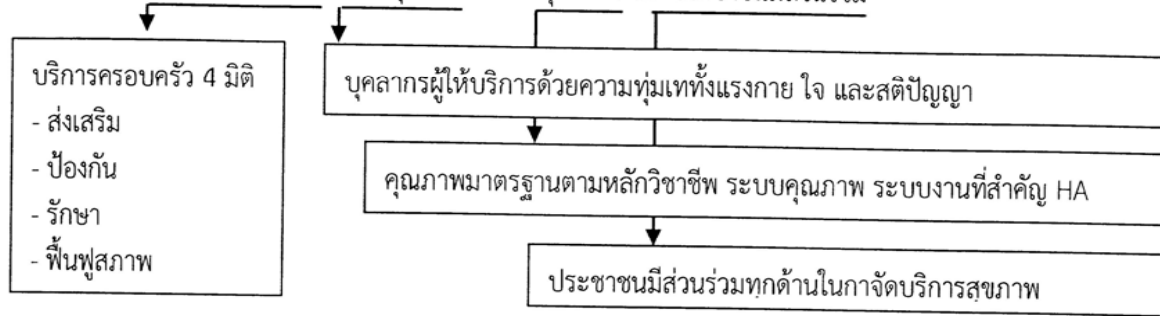 บริการครอบครัว 4 มิติ
- ส่งเสริม
- ป้องกัน
- รักษา
- ฟื้นฟูสภาพ
บุคลากรผู้ให้บริการด้วยความทุ่มเททั้งแรงกาย ใจ และสติปัญญา
คุณภาพมาตรฐานตามหลักวิชาชีพ ระบบคุณภาพ ระบบงานที่สำคัญ HA
ประชาชนมีส่วนร่วมทุกด้านในกาจัดบริการสุขภาพ